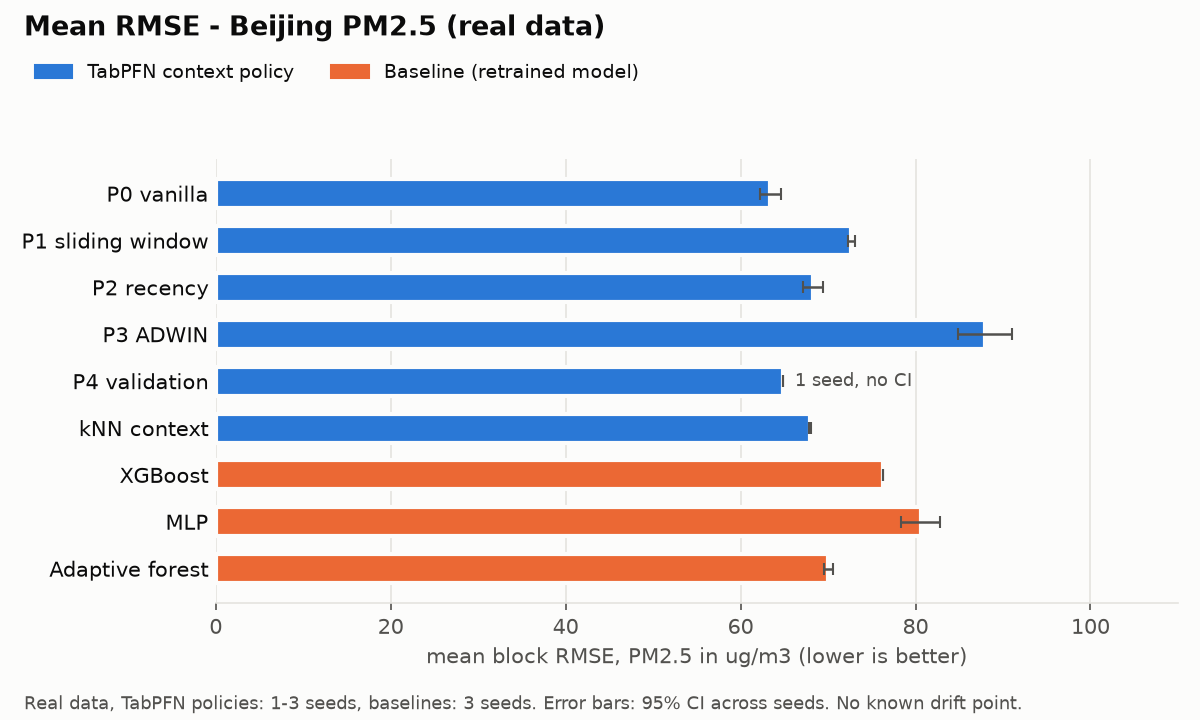 Mean RMSE - Beijing PM2.5 (real data)
TabPFN context policy
Baseline (retrained model)
P0 vanilla
P1 sliding window
P2 recency
P3 ADWIN
P4 validation
1 seed, no CI
kNN context
XGBoost
MLP
Adaptive forest
0 20 40 60 80 100
mean block RMSE, PM2.5 in ug/m3 (lower is better)
Real data, TabPFN policies: 1-3 seeds, baselines: 3 seeds. Error bars: 95% CI across seeds. No known drift point.